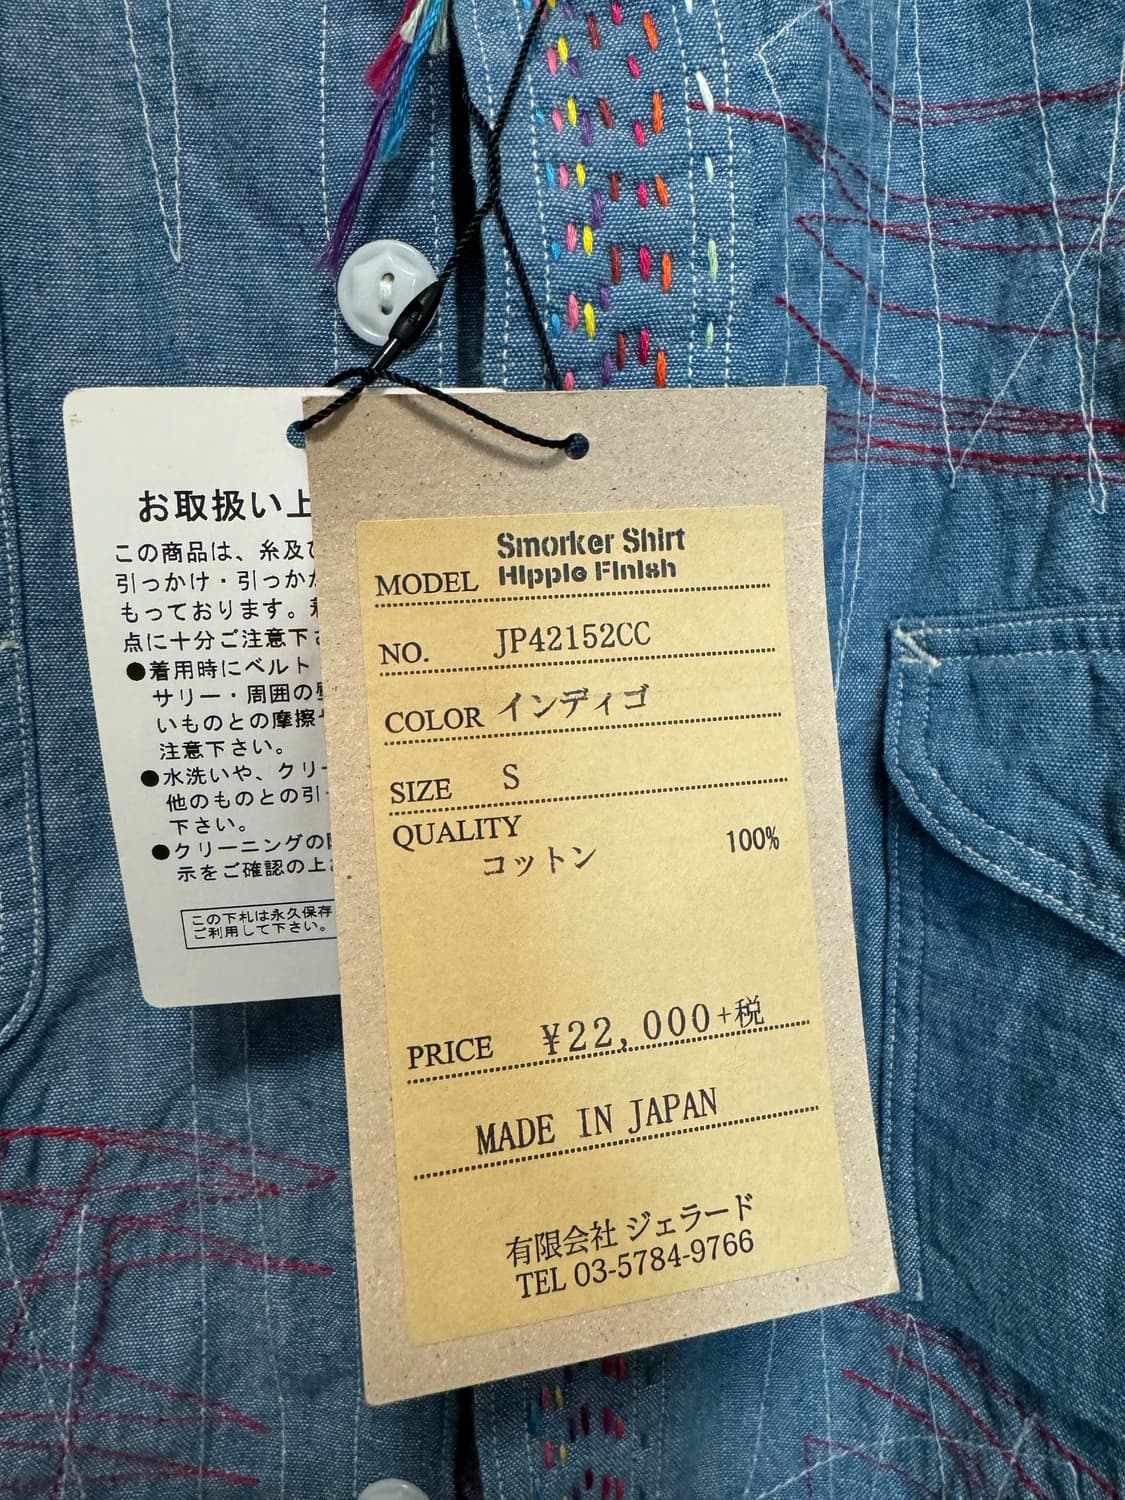 お取扱い上
この商品は、糸及び
引っかけ・引っかか
もっております。着
点に十分ご注意下さ
●着用時にベルト
サリー・周囲の壁
いものとの摩擦や
注意下さい。
●水洗いや、クリー
他のものとの引っ
下さい。
●クリーニングの際
示をご確認の上お
この下札は永久保存
ご利用して下さい。
MODEL Smorker Shirt
Hippie Finish
NO. JP42152CC
COLOR インディゴ
SIZE S
QUALITY
コットン 100%
PRICE ¥22,000+税
MADE IN JAPAN
有限会社 ジェラード
TEL 03-5784-9766